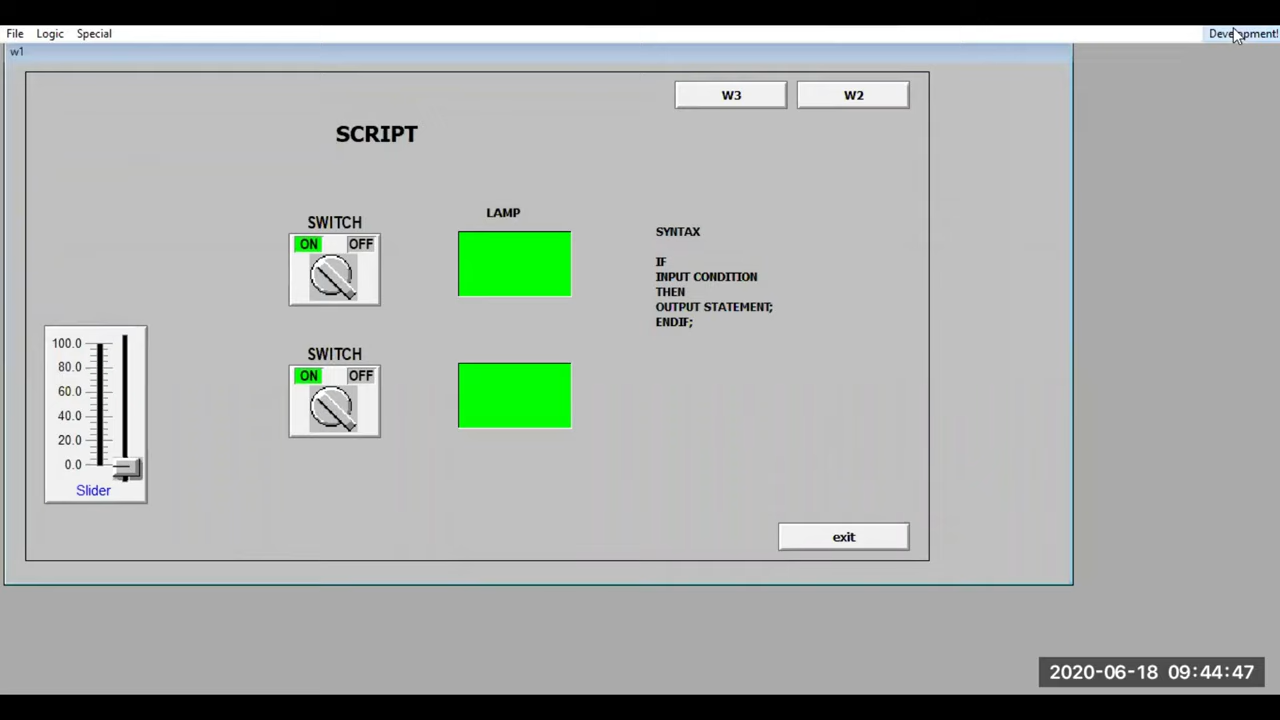 File Logic Special Development!
w1
W3 W2
SCRIPT
LAMP
SWITCH
ON OFF
SYNTAX
IF
INPUT CONDITION
THEN
OUTPUT STATEMENT;
ENDIF;
SWITCH
ON OFF
100.0
80.0
60.0
40.0
20.0
0.0
Slider
exit
2020-06-18 09:44:47